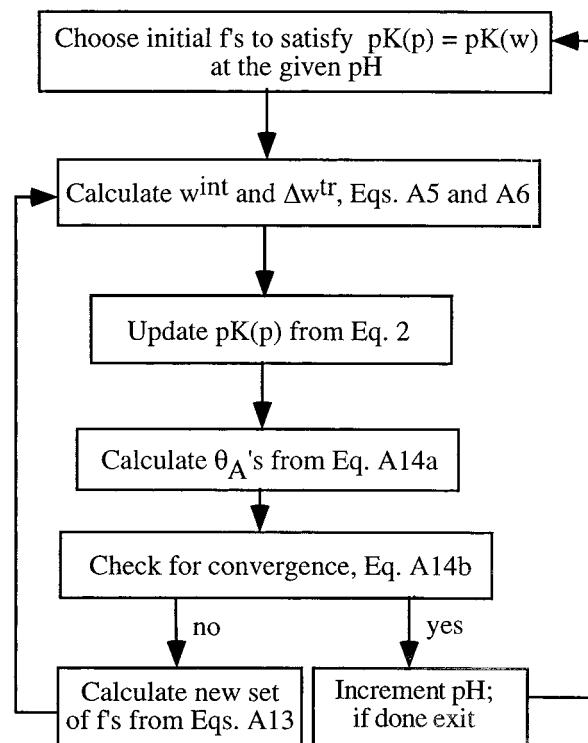 Choose initial f's to satisfy pK(p) = pK(w)
at the given pH
Calculate w^int and Δw^tr, Eqs. A5 and A6
Update pK(p) from Eq. 2
Calculate θ_A's from Eq. A14a
Check for convergence, Eq. A14b
no
yes
Calculate new set
of f's from Eqs. A13
Increment pH;
if done exit